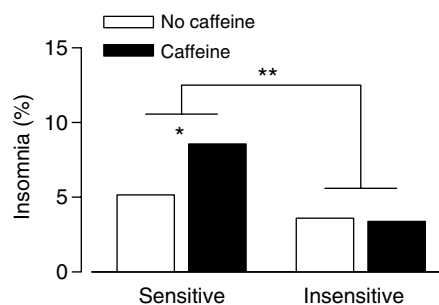 No caffeine
Caffeine
15
10
5
0
Insomnia (%)
*
**
Sensitive
Insensitive